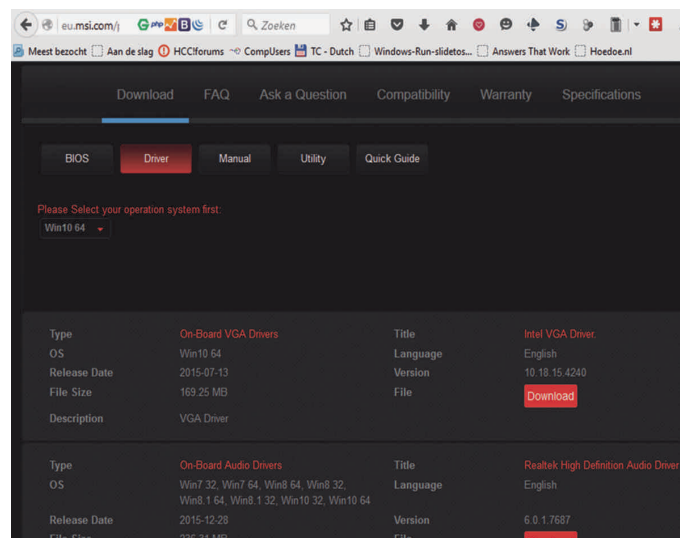 eu.msi.com/
Zoeken
Meest bezocht Aan de slag HCC!forums CompUsers TC - Dutch Windows-Run-slidetos... Answers That Work Hoedoe.nl
Download FAQ Ask a Question Compatibility Warranty Specifications
BIOS Driver Manual Utility Quick Guide
Please Select your operation system first:
Win10 64
Type On-Board VGA Drivers Title Intel VGA Driver.
OS Win10 64 Language English
Release Date 2015-07-13 Version 10.18.15.4240
File Size 169.25 MB File Download
Description VGA Driver
Type On-Board Audio Drivers Title Realtek High Definition Audio Driver
OS Win7 32, Win7 64, Win8 64, Win8 32, Language English
Win8.1 64, Win8.1 32, Win10 32, Win10 64
Release Date 2015-12-28 Version 6.0.1.7687
File Size 236.31 MB File